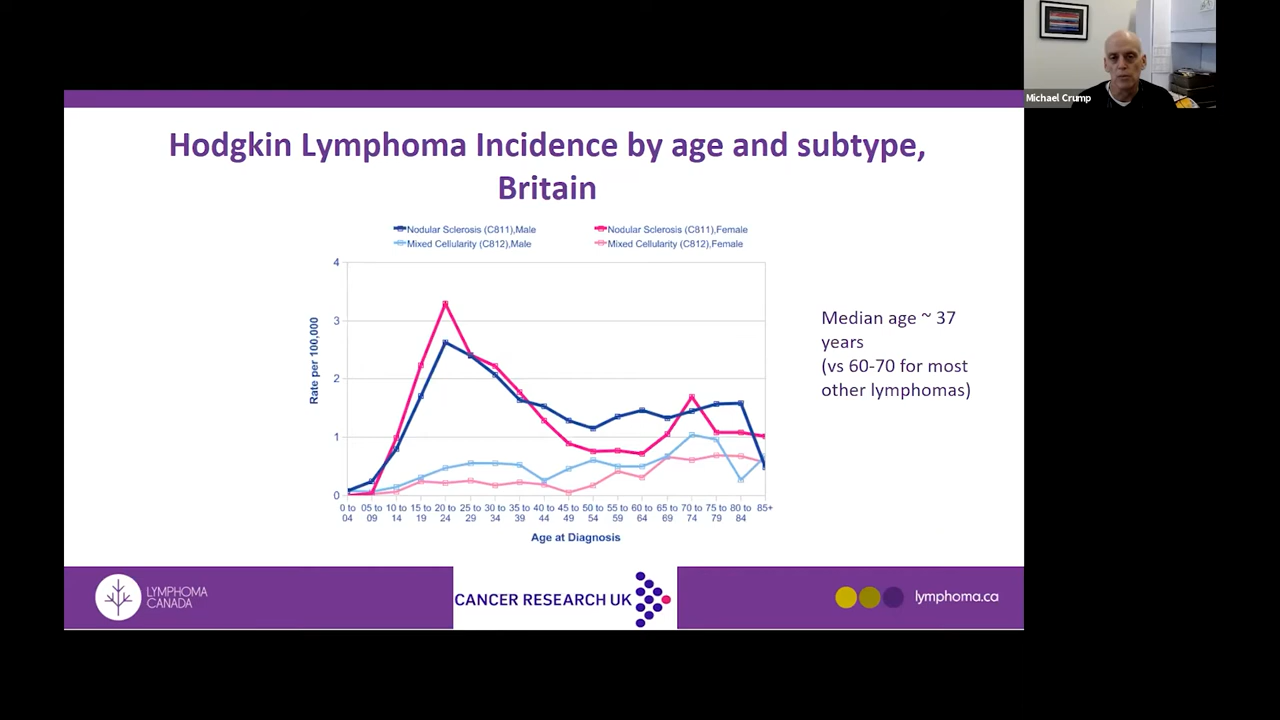 Michael Crump
Hodgkin Lymphoma Incidence by age and subtype,
Britain
Nodular Sclerosis (C811),Male
Nodular Sclerosis (C811),Female
Mixed Cellularity (C812),Male
Mixed Cellularity (C812),Female
4
3
2
1
0
Rate per 100,000
0 to 05 to 10 to 15 to 20 to 25 to 30 to 35 to 40 to 45 to 50 to 55 to 60 to 65 to 70 to 75 to 80 to 85+
04 09 14 19 24 29 34 39 44 49 54 59 64 69 74 79 84
Age at Diagnosis
Median age ~ 37
years
(vs 60-70 for most
other lymphomas)
LYMPHOMA
CANADA
CANCER RESEARCH UK
lymphoma.ca